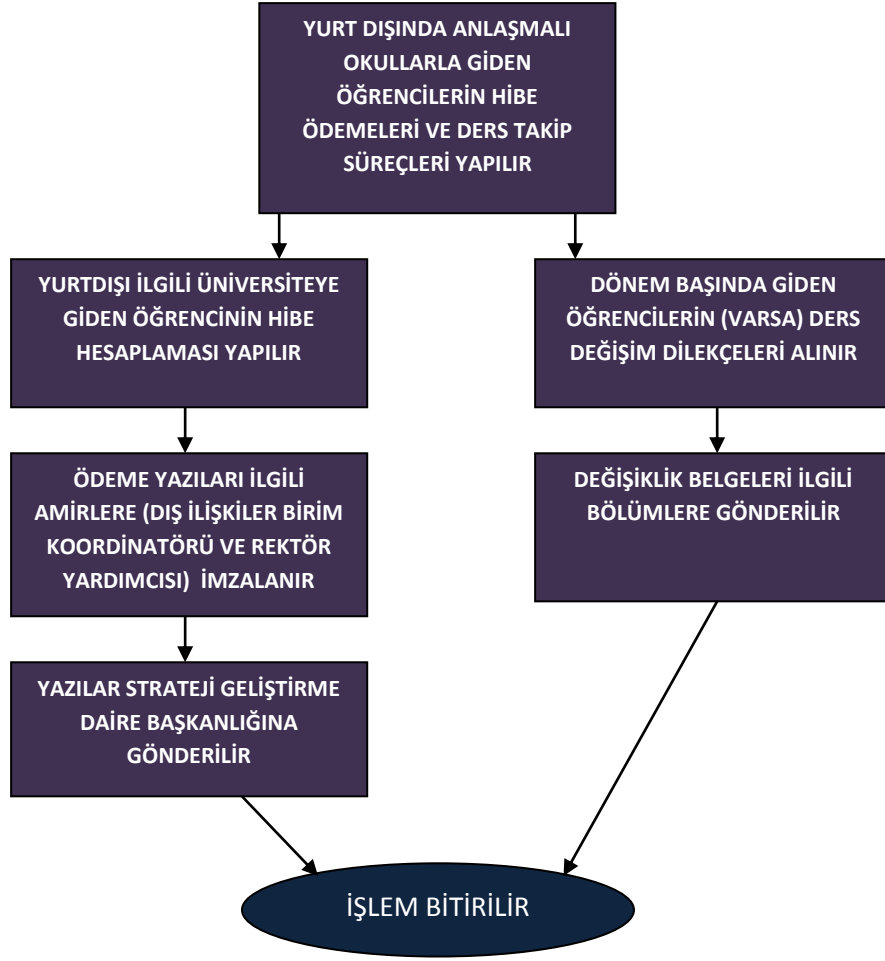 YURT DIŞINDA ANLAŞMALI
OKULLARLA GİDEN
ÖĞRENCİLERİN HİBE
ÖDEMELERİ VE DERS TAKİP
SÜREÇLERİ YAPILIR
YURTDIŞI İLGİLİ ÜNİVERSİTEYE
GİDEN ÖĞRENCİNİN HİBE
HESAPLAMASI YAPILIR
DÖNEM BAŞINDA GİDEN
ÖĞRENCİLERİN (VARSA) DERS
DEĞİŞİM DİLEKÇELERİ ALINIR
ÖDEME YAZILARI İLGİLİ
AMİRLERE (DIŞ İLİŞKİLER BİRİM
KOORDİNATÖRÜ VE REKTÖR
YARDIMCISI) İMZALANIR
DEĞİŞİKLİK BELGELERİ İLGİLİ
BÖLÜMLERE GÖNDERİLİR
YAZILAR STRATEJİ GELİŞTİRME
DAİRE BAŞKANLIĞINA
GÖNDERİLİR
İŞLEM BİTİRİLİR